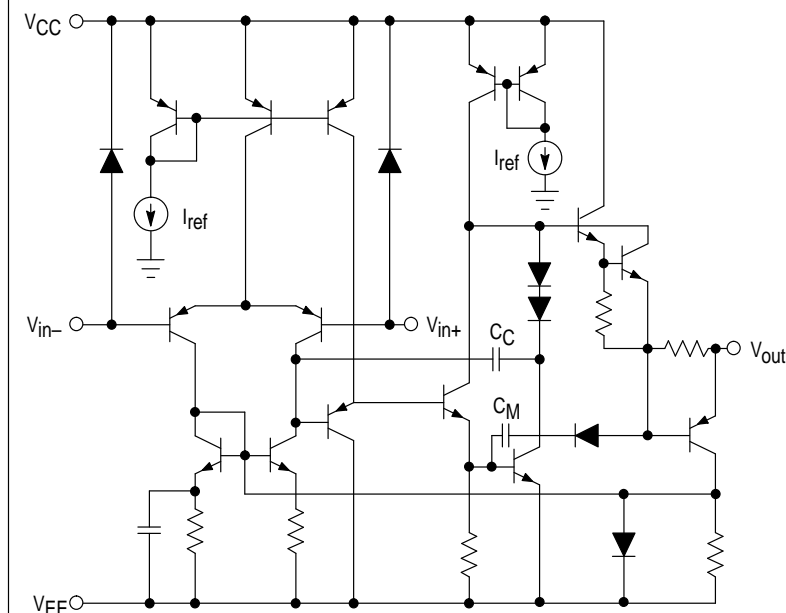 VCC
Iref
Iref
Vin–
Vin+
CC
Vout
CM
VEE